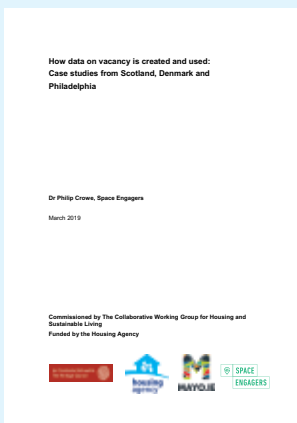 How data on vacancy is created and used:
Case studies from Scotland, Denmark and
Philadelphia
Dr Philip Crowe, Space Engagers
March 2019
Commissioned by The Collaborative Working Group for Housing and
Sustainable Living
Funded by the Housing Agency
housing
agency
MAYO.IE
SPACE
ENGAGERS